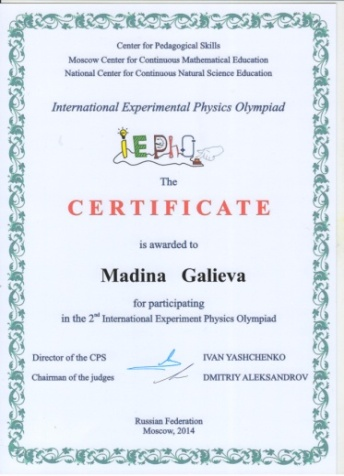 Center for Pedagogical Skills
Moscow Center for Continuous Mathematical Education
National Center for Continuous Natural Science Education
International Experimental Physics Olympiad
IEPhO
The
CERTIFICATE
is awarded to
Madina Galieva
for participating
in the 2nd International Experiment Physics Olympiad
Director of the CPS IVAN YASHCHENKO
Chairman of the judges DMITRIY ALEKSANDROV
Russian Federation
Moscow, 2014